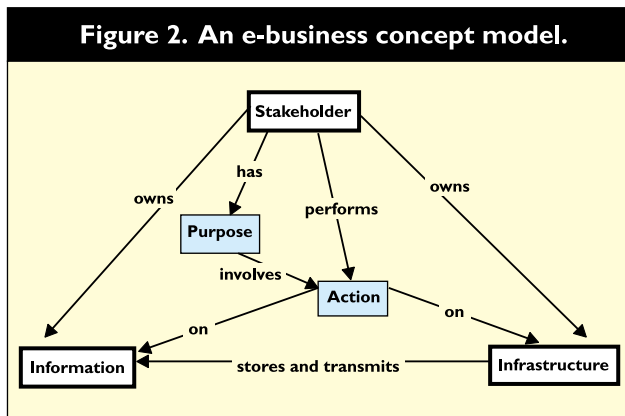 Figure 2. An e-business concept model.
Stakeholder
has
owns
owns
performs
Purpose
involves
Action
on
on
Information
stores and transmits
Infrastructure